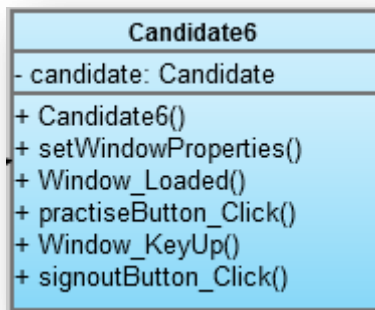 Candidate6
- candidate: Candidate
+ Candidate6()
+ setWindowProperties()
+ Window_Loaded()
+ practiseButton_Click()
+ Window_KeyUp()
+ signoutButton_Click()